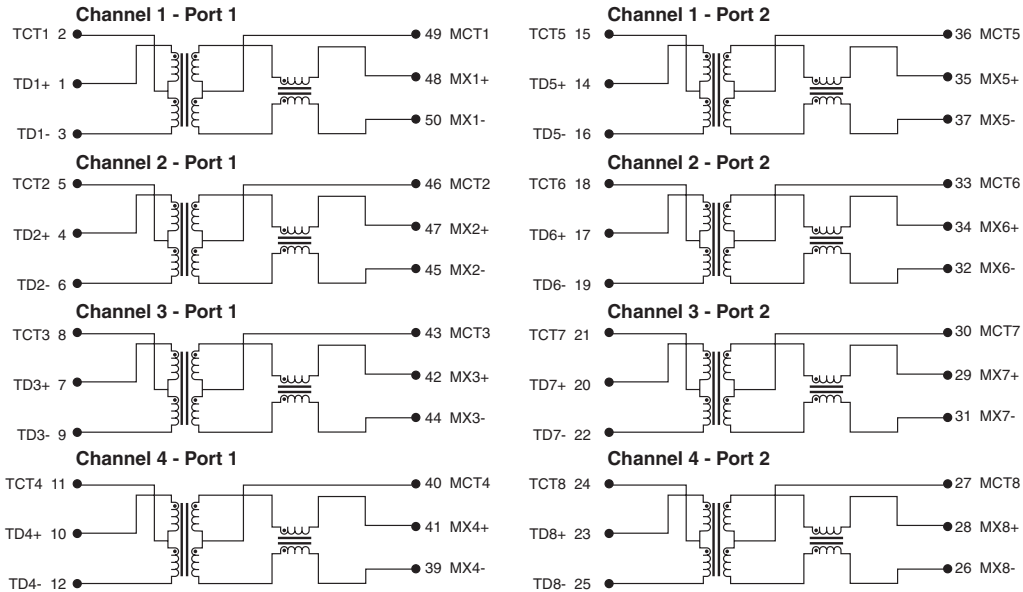 Channel 1 - Port 1
TCT1 2
49 MCT1
TD1+ 1
48 MX1+
50 MX1-
TD1- 3
Channel 2 - Port 1
TCT2 5
46 MCT2
TD2+ 4
47 MX2+
45 MX2-
TD2- 6
Channel 3 - Port 1
TCT3 8
43 MCT3
TD3+ 7
42 MX3+
44 MX3-
TD3- 9
Channel 4 - Port 1
TCT4 11
40 MCT4
TD4+ 10
41 MX4+
39 MX4-
TD4- 12
Channel 1 - Port 2
TCT5 15
36 MCT5
TD5+ 14
35 MX5+
37 MX5-
TD5- 16
Channel 2 - Port 2
TCT6 18
33 MCT6
TD6+ 17
34 MX6+
32 MX6-
TD6- 19
Channel 3 - Port 2
TCT7 21
30 MCT7
TD7+ 20
29 MX7+
31 MX7-
TD7- 22
Channel 4 - Port 2
TCT8 24
27 MCT8
TD8+ 23
28 MX8+
26 MX8-
TD8- 25